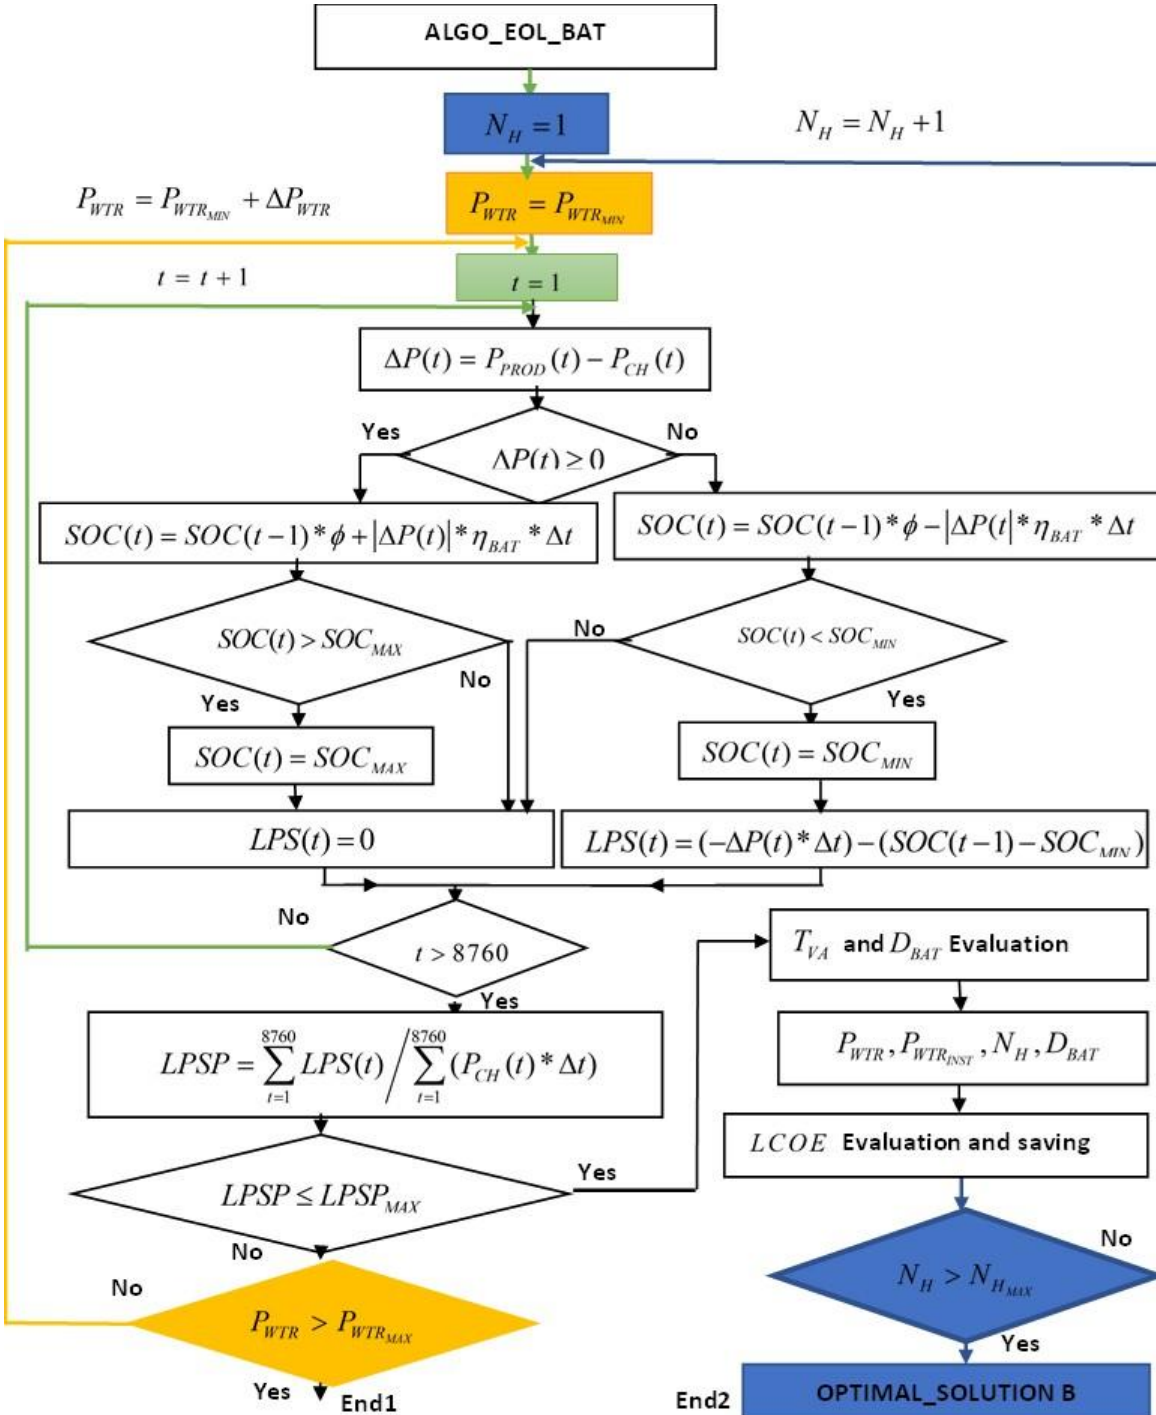 ALGO_EOL_BAT
N_H = 1
N_H = N_H + 1
P_WTR = P_WTR_MIN + ΔP_WTR
P_WTR = P_WTR_MIN
t = t + 1
t = 1
ΔP(t) = P_PROD(t) − P_CH(t)
Yes
No
ΔP(t) ≥ 0
SOC(t) = SOC(t−1)*ϕ + |ΔP(t)|*η_BAT*Δt
SOC(t) = SOC(t−1)*ϕ − |ΔP(t|*η_BAT*Δt
SOC(t) > SOC_MAX
No
SOC(t) < SOC_MIN
No
Yes
Yes
SOC(t) = SOC_MAX
SOC(t) = SOC_MIN
LPS(t) = 0
LPS(t) = (−ΔP(t)*Δt) − (SOC(t−1) − SOC_MIN)
No
t > 8760
Yes
T_VA and D_BAT Evaluation
LPSP = ∑_{t=1}^{8760} LPS(t) / ∑_{t=1}^{8760} (P_CH(t)*Δt)
P_WTR, P_WTR_INST, N_H, D_BAT
LCOE Evaluation and saving
Yes
LPSP ≤ LPSP_MAX
No
No
No
N_H > N_H_MAX
P_WTR > P_WTR_MAX
Yes
Yes
End1
End2
OPTIMAL_SOLUTION B